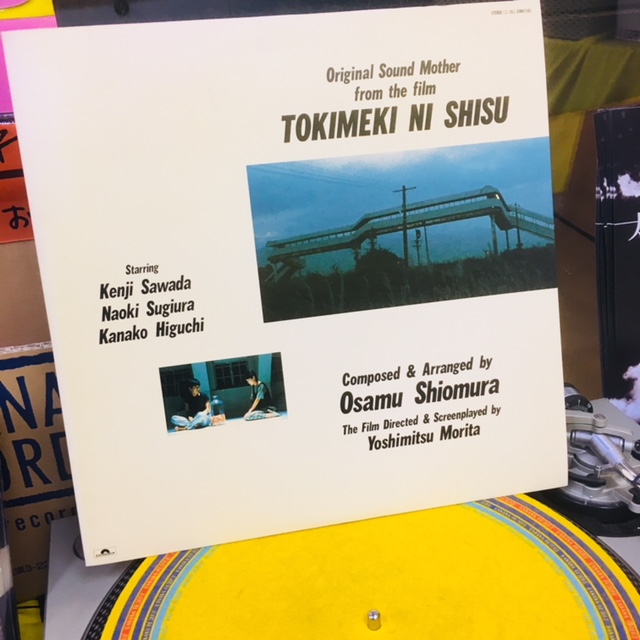 Original Sound Mother
from the film
TOKIMEKI NI SHISU
Starring
Kenji Sawada
Naoki Sugiura
Kanako Higuchi
Composed & Arranged by
Osamu Shiomura
The Film Directed & Screenplayed by
Yoshimitsu Morita
お